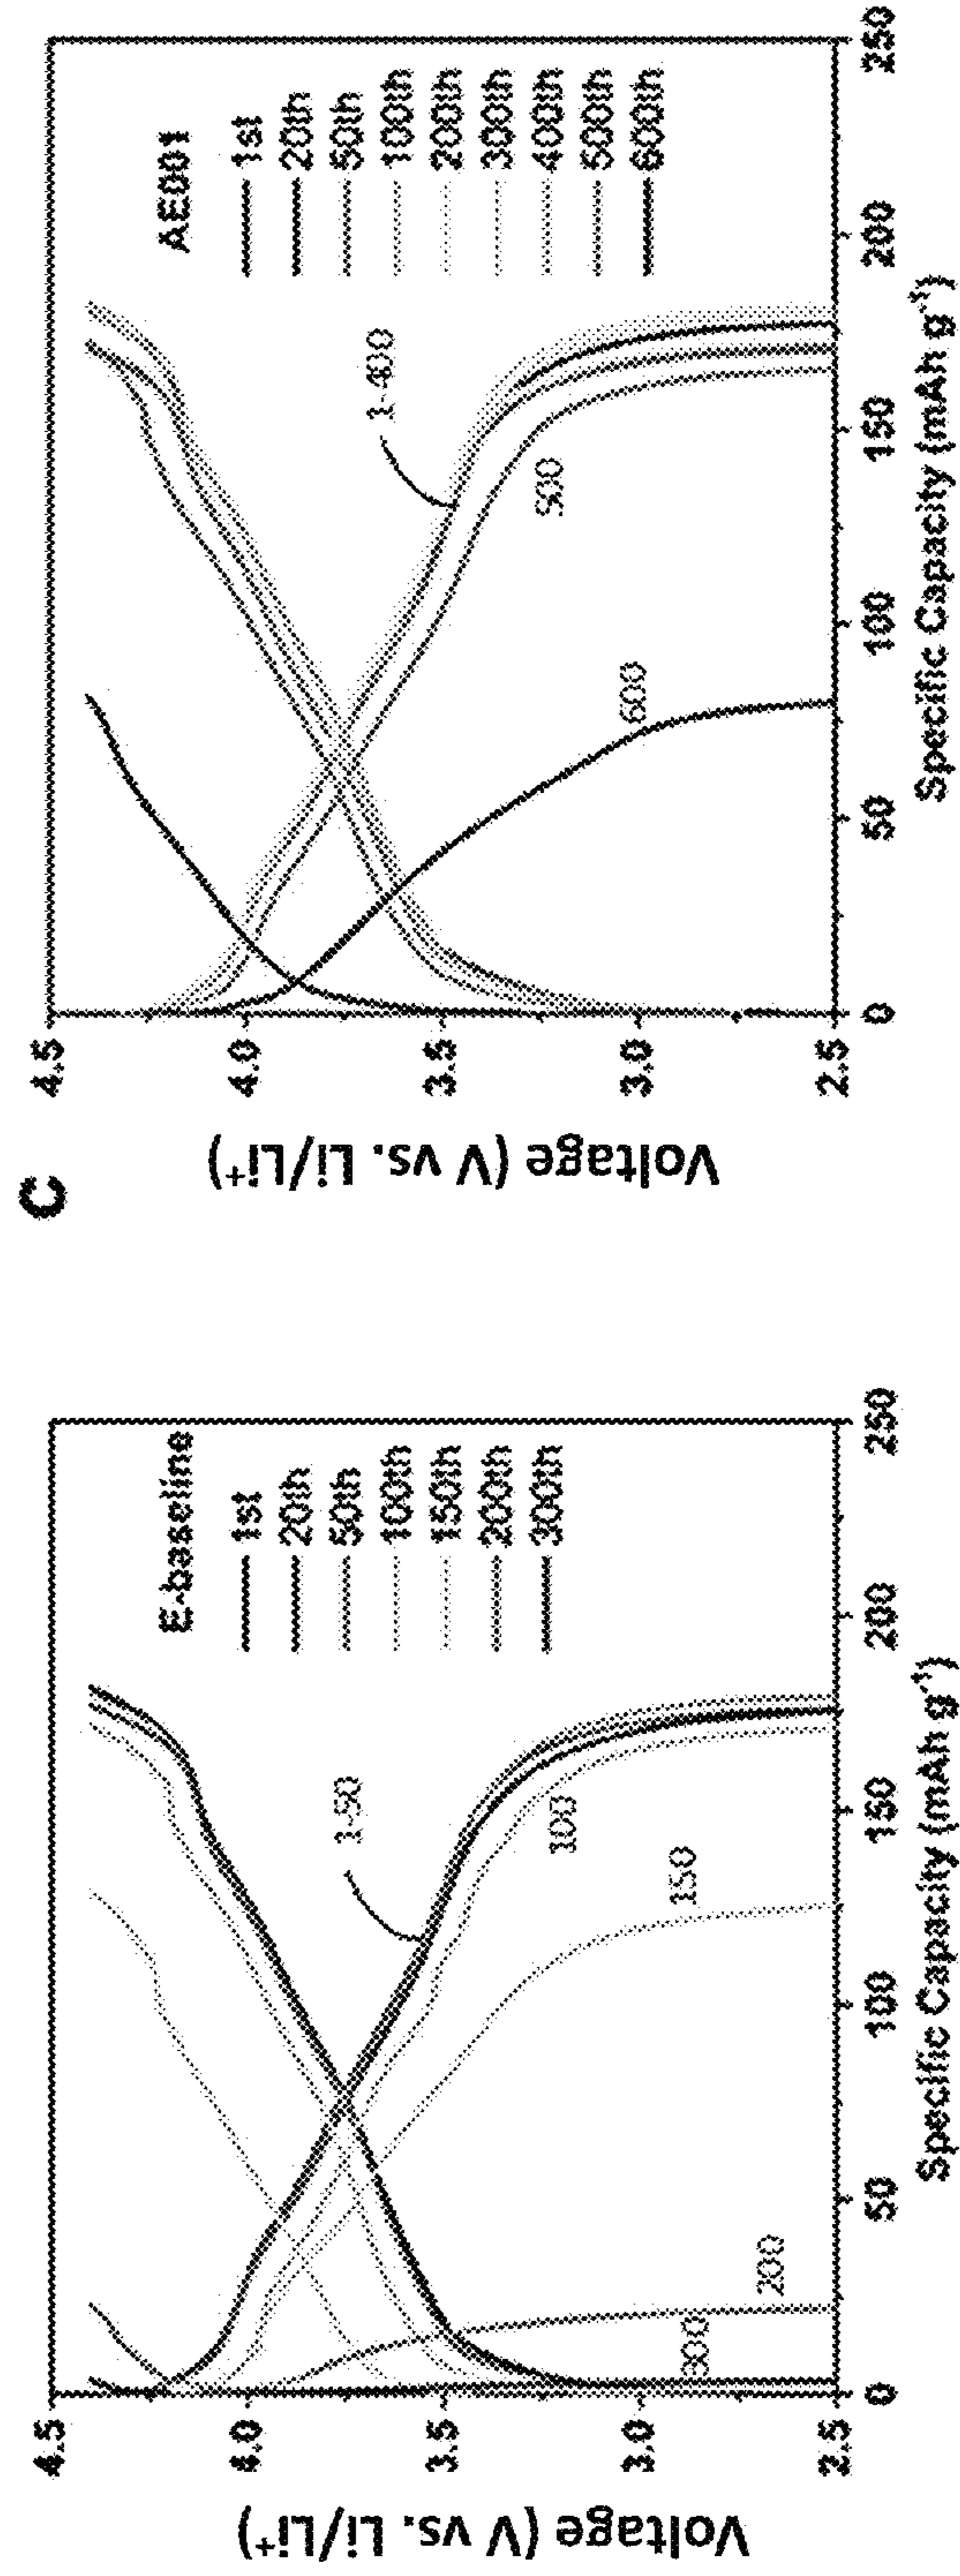 E-baseline
1st
20th
50th
100th
150th
200th
300th
1-50
100
150
200
300
4.5
4.0
3.5
3.0
2.5
0
50
100
150
200
250
Voltage (V vs. Li/Li⁺)
Specific Capacity (mAh g⁻¹)
C
AE001
1st
20th
50th
100th
200th
300th
400th
500th
600th
1-400
500
600
4.5
4.0
3.5
3.0
2.5
0
50
100
150
200
250
Voltage (V vs. Li/Li⁺)
Specific Capacity (mAh g⁻¹)